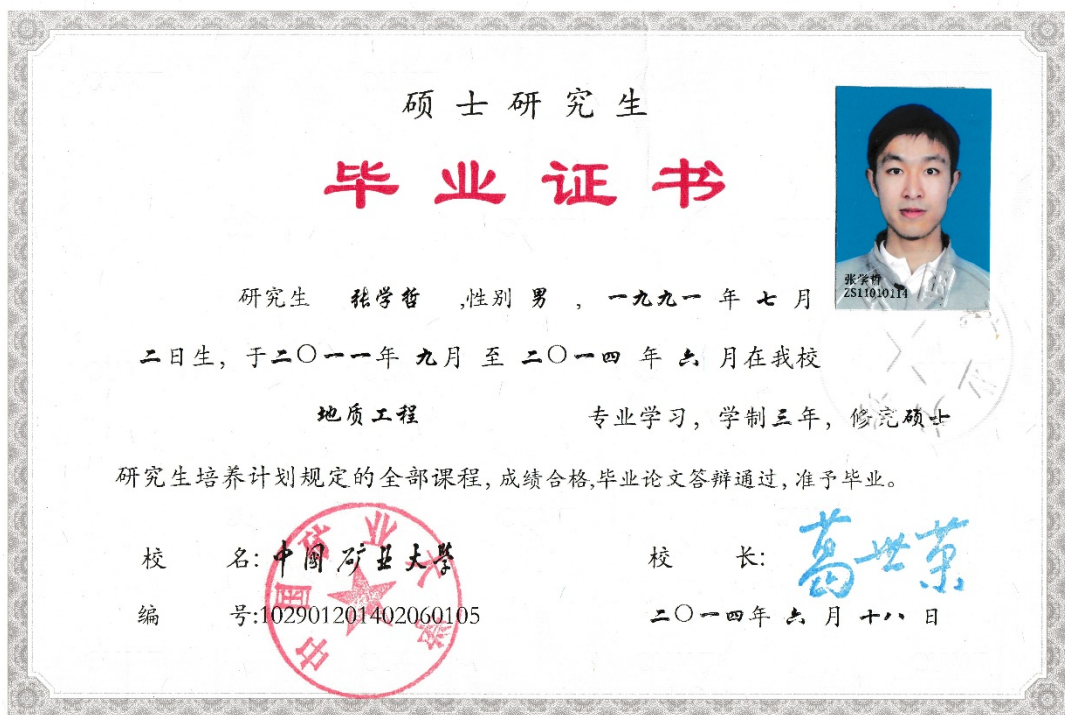 硕士研究生
毕业证书
张学哲
ZS11010114
研究生 张学哲 ,性别 男 ，一九九一 年 七 月
二日生，于二〇一一年 九月 至 二〇一四 年 六 月在我校
地质工程 专业学习，学制三年，修完硕士
研究生培养计划规定的全部课程，成绩合格,毕业论文答辩通过，准予毕业。
校 名:中国矿业大学 校 长: 葛世荣
编 号:102901201402060105 二〇一四年 六 月 十八 日
中国矿业大学